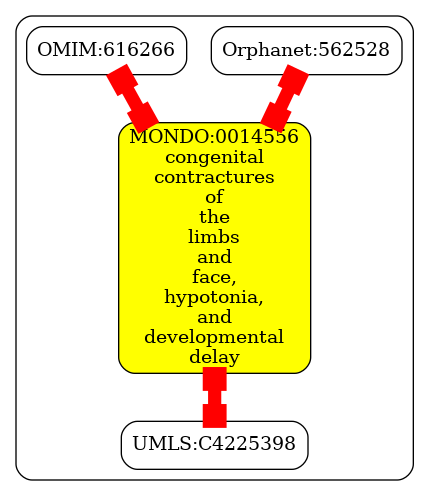 OMIM:616266
Orphanet:562528
MONDO:0014556
congenital
contractures
of
the
limbs
and
face,
hypotonia,
and
developmental
delay
UMLS:C4225398